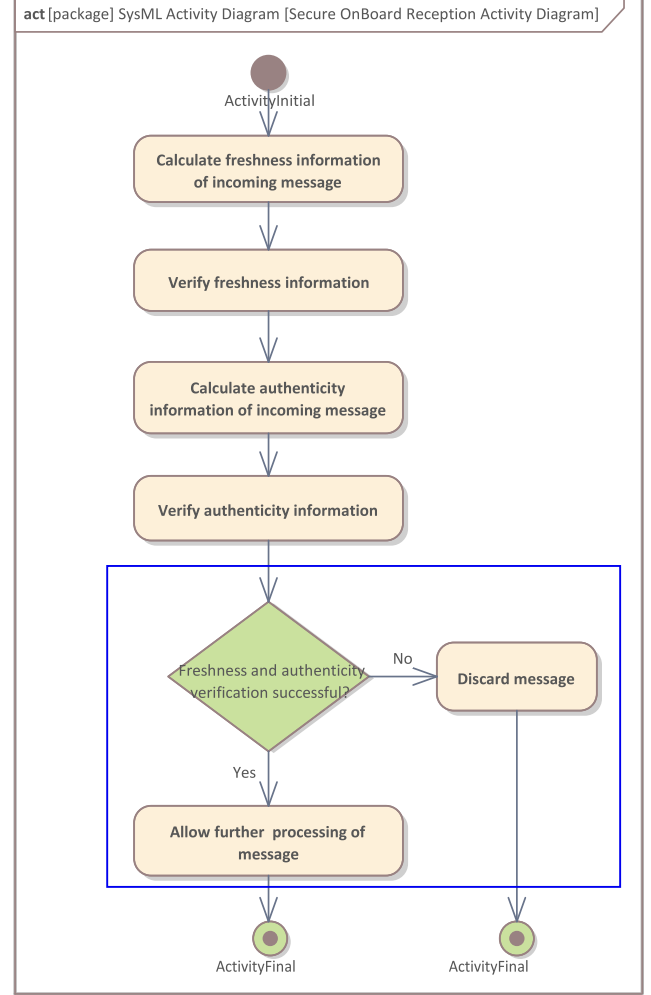 act [package] SysML Activity Diagram [Secure OnBoard Reception Activity Diagram]
ActivityInitial
Calculate freshness information
of incoming message
Verify freshness information
Calculate authenticity
information of incoming message
Verify authenticity information
Freshness and authenticity
verification successful?
No
Discard message
Yes
Allow further  processing of
message
ActivityFinal
ActivityFinal